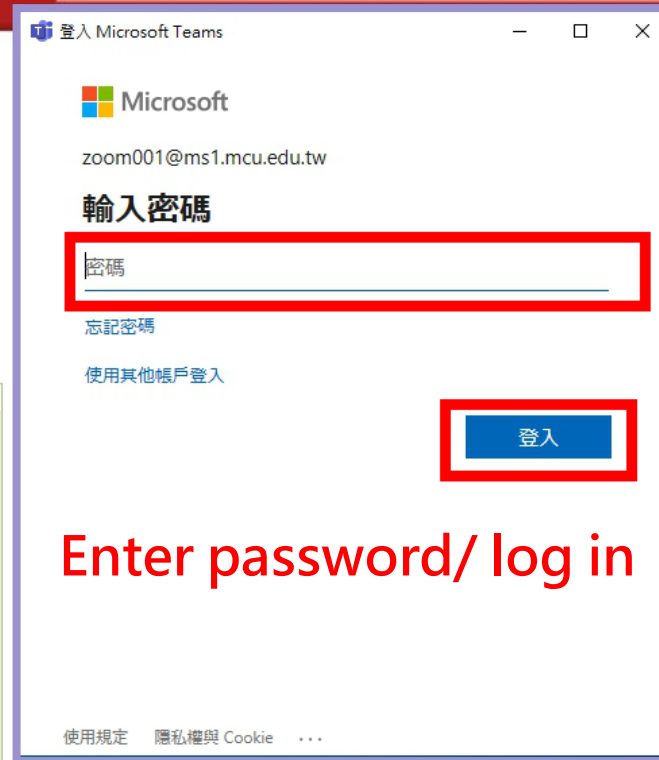 登入 Microsoft Teams
Microsoft
zoom001@ms1.mcu.edu.tw
輸入密碼
密碼
忘記密碼
使用其他帳戶登入
登入
Enter password/ log in
使用規定 隱私權與 Cookie ...